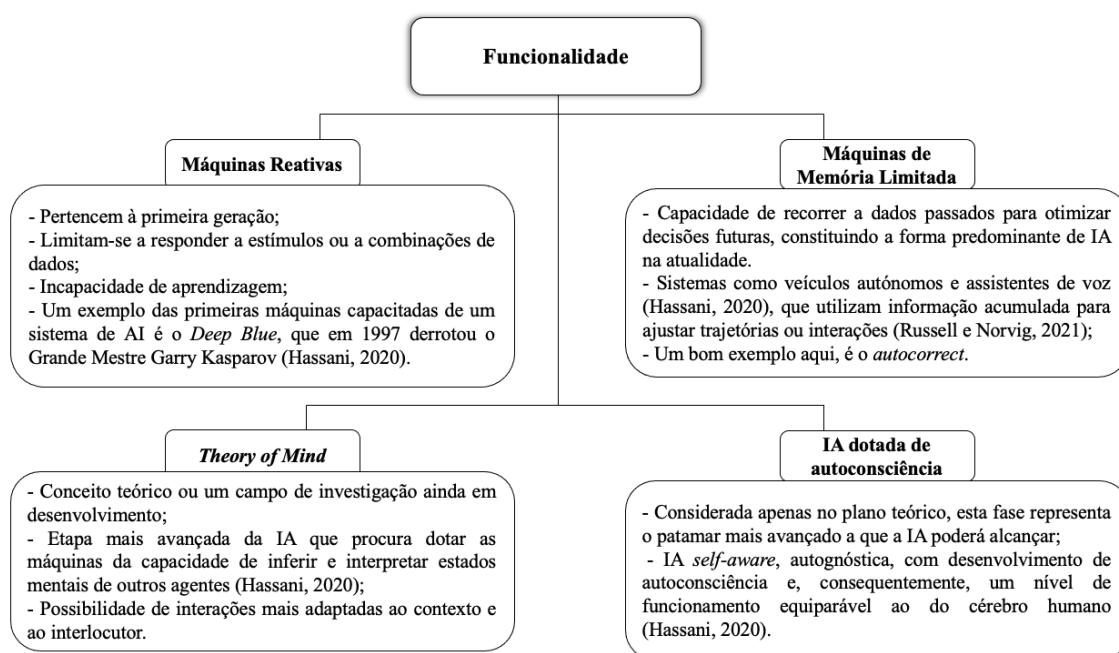 Funcionalidade
Máquinas Reativas
- Pertencem à primeira geração;
- Limitam-se a responder a estímulos ou a combinações de
dados;
- Incapacidade de aprendizagem;
- Um exemplo das primeiras máquinas capacitadas de um
sistema de AI é o Deep Blue, que em 1997 derrotou o
Grande Mestre Garry Kasparov (Hassani, 2020).
Máquinas de
Memória Limitada
- Capacidade de recorrer a dados passados para otimizar
decisões futuras, constituindo a forma predominante de IA
na atualidade.
- Sistemas como veículos autónomos e assistentes de voz
(Hassani, 2020), que utilizam informação acumulada para
ajustar trajetórias ou interações (Russell e Norvig, 2021);
- Um bom exemplo aqui, é o autocorrect.
Theory of Mind
- Conceito teórico ou um campo de investigação ainda em
desenvolvimento;
- Etapa mais avançada da IA que procura dotar as
máquinas da capacidade de inferir e interpretar estados
mentais de outros agentes (Hassani, 2020);
- Possibilidade de interações mais adaptadas ao contexto e
ao interlocutor.
IA dotada de
autoconsciência
- Considerada apenas no plano teórico, esta fase representa
o patamar mais avançado a que a IA poderá alcançar;
- IA self-aware, autognóstica, com desenvolvimento de
autoconsciência e, consequentemente, um nível de
funcionamento equiparável ao do cérebro humano
(Hassani, 2020).